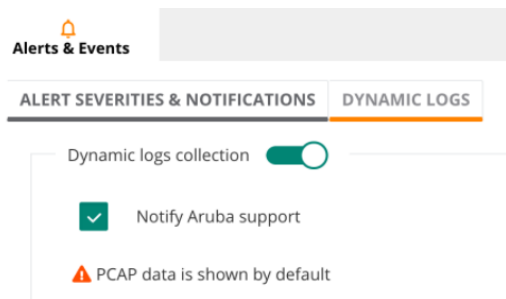 Alerts & Events
ALERT SEVERITIES & NOTIFICATIONS DYNAMIC LOGS
Dynamic logs collection
Notify Aruba support
PCAP data is shown by default